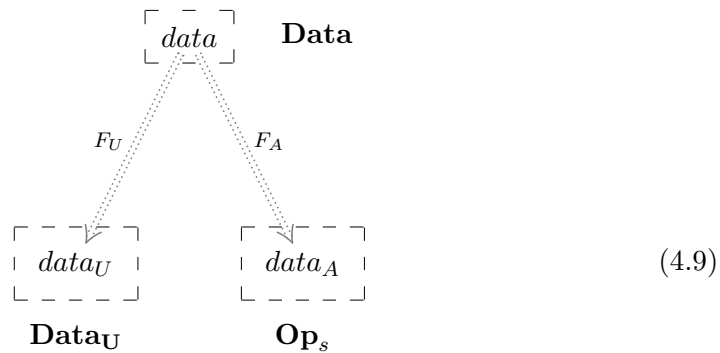 data Data
F_U F_A
data_U data_A (4.9)
Data_U Op_s